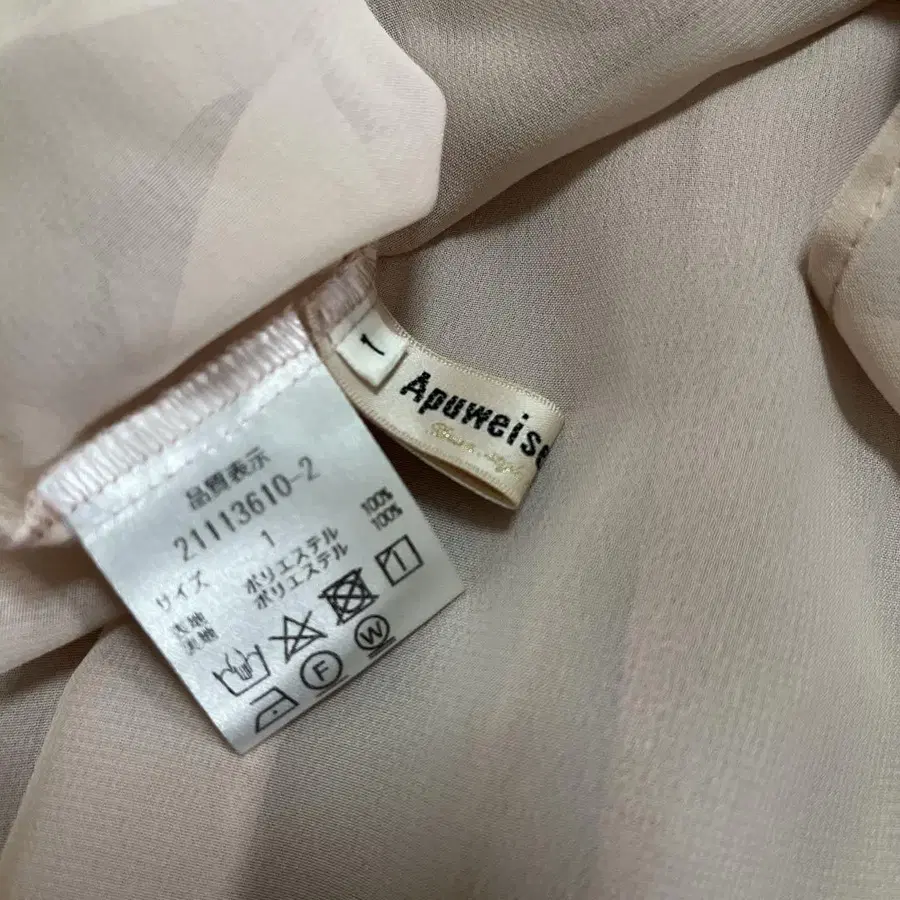 1
Apuweise
品質表示
21113610-2
サイズ 1
表地 ポリエステル 100%
裏地 ポリエステル 100%
F
W